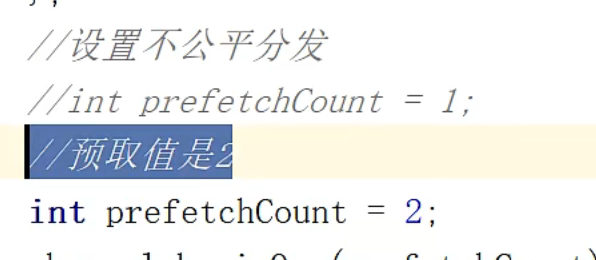 //设置不公平分发
//int prefetchCount = 1;
//预取值是2
int prefetchCount = 2;